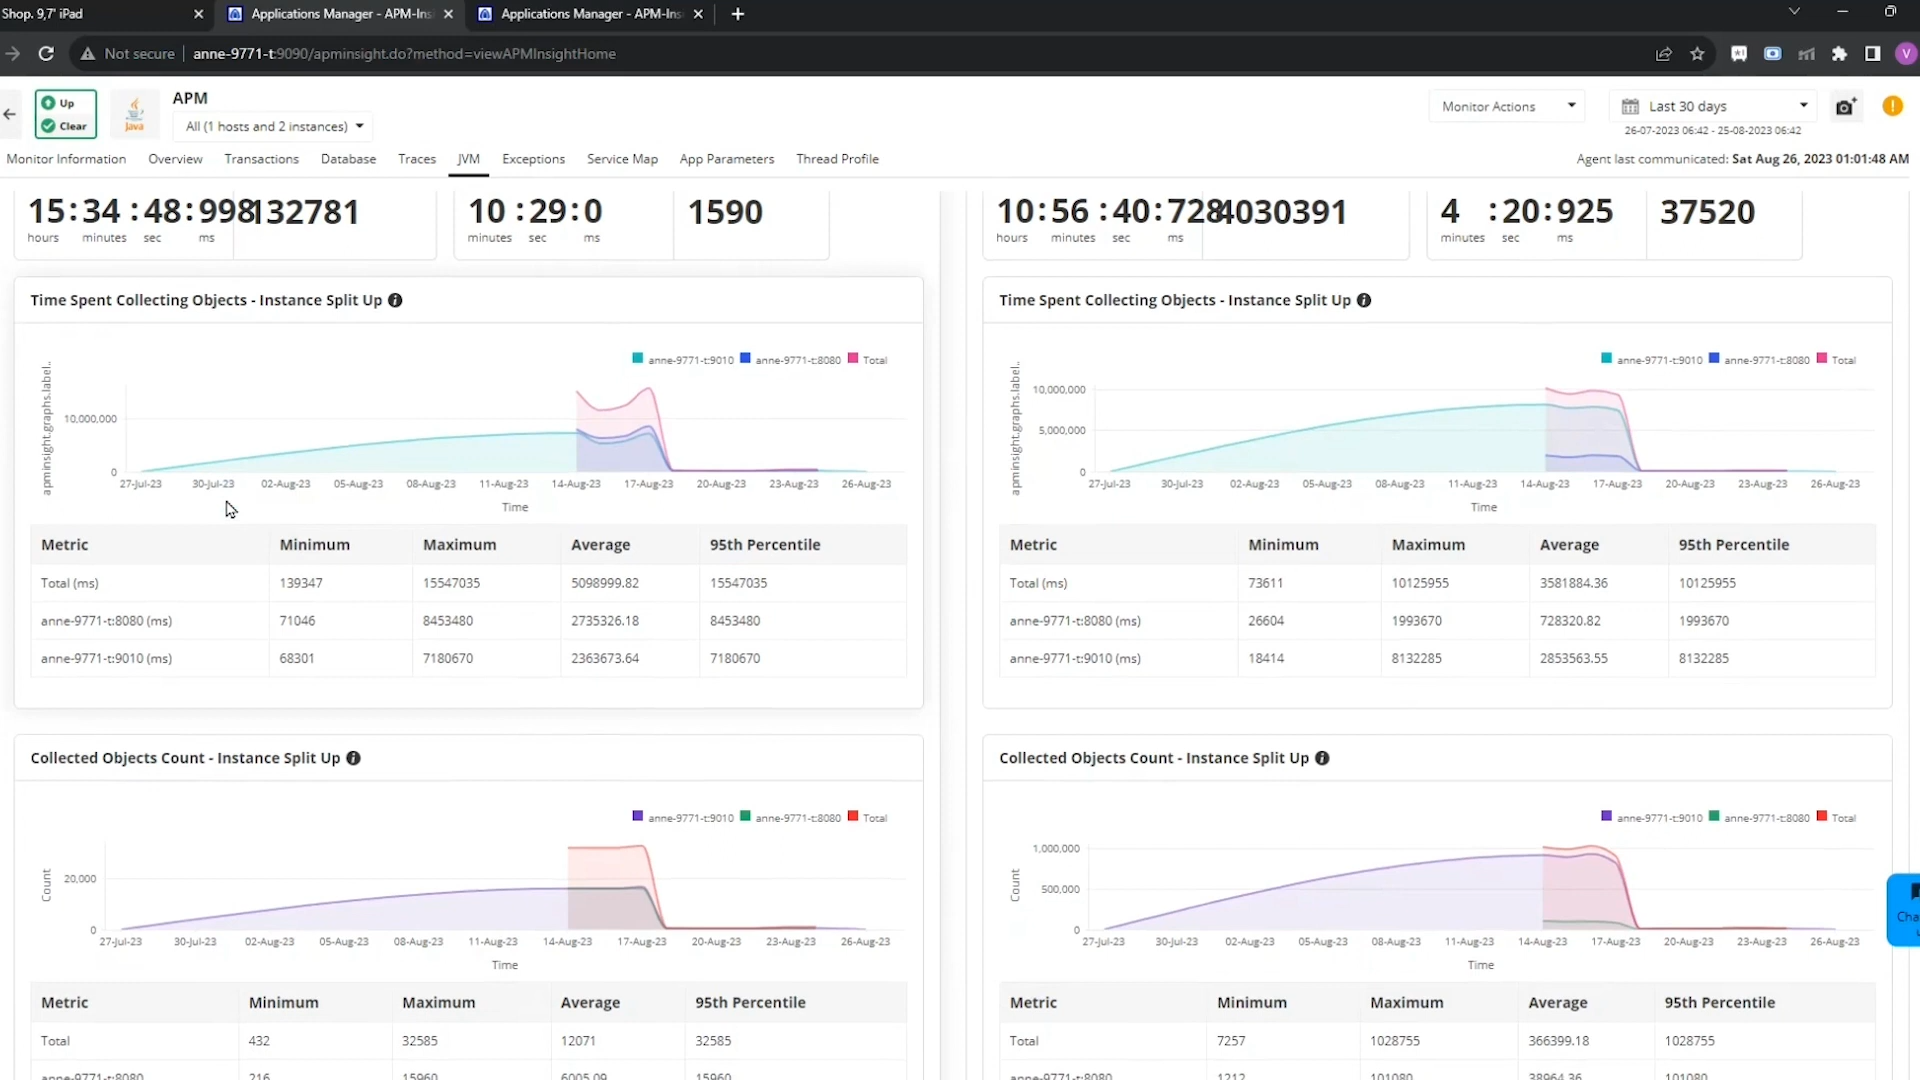 Shop. 9,7' iPad
Applications Manager - APM-Ins
Applications Manager - APM-Ins
Not secure
anne-9771-t:9090/apminsight.do?method=viewAPMInsightHome
V
Up
Clear
Java
APM
All (1 hosts and 2 instances)
Monitor Actions
Last 30 days
26-07-2023 06:42 - 25-08-2023 06:42
Monitor Information Overview Transactions Database Traces JVM Exceptions Service Map App Parameters Thread Profile
Agent last communicated: Sat Aug 26, 2023 01:01:48 AM
15:34 :48:998
hours minutes sec ms
132781
10 :29:0
minutes sec ms
1590
10:56 :40:728
hours minutes sec ms
4030391
4 :20:925
minutes sec ms
37520
Time Spent Collecting Objects - Instance Split Up
anne-9771-t:9010 anne-9771-t:8080 Total
apminsight.graphs.label..
10,000,000
0
27-Jul-23 30-Jul-23 02-Aug-23 05-Aug-23 08-Aug-23 11-Aug-23 14-Aug-23 17-Aug-23 20-Aug-23 23-Aug-23 26-Aug-23
Time
Metric Minimum Maximum Average 95th Percentile
Total (ms) 139347 15547035 5098999.82 15547035
anne-9771-t:8080 (ms) 71046 8453480 2735326.18 8453480
anne-9771-t:9010 (ms) 68301 7180670 2363673.64 7180670
Time Spent Collecting Objects - Instance Split Up
anne-9771-t:9010 anne-9771-t:8080 Total
apminsight.graphs.label..
10,000,000
5,000,000
0
27-Jul-23 30-Jul-23 02-Aug-23 05-Aug-23 08-Aug-23 11-Aug-23 14-Aug-23 17-Aug-23 20-Aug-23 23-Aug-23 26-Aug-23
Time
Metric Minimum Maximum Average 95th Percentile
Total (ms) 73611 10125955 3581884.36 10125955
anne-9771-t:8080 (ms) 26604 1993670 728320.82 1993670
anne-9771-t:9010 (ms) 18414 8132285 2853563.55 8132285
Collected Objects Count - Instance Split Up
anne-9771-t:9010 anne-9771-t:8080 Total
Count
20,000
0
27-Jul-23 30-Jul-23 02-Aug-23 05-Aug-23 08-Aug-23 11-Aug-23 14-Aug-23 17-Aug-23 20-Aug-23 23-Aug-23 26-Aug-23
Time
Metric Minimum Maximum Average 95th Percentile
Total 432 32585 12071 32585
anne-9771-t:8080 216 15960 6005.09 15960
Collected Objects Count - Instance Split Up
anne-9771-t:9010 anne-9771-t:8080 Total
Count
1,000,000
500,000
0
27-Jul-23 30-Jul-23 02-Aug-23 05-Aug-23 08-Aug-23 11-Aug-23 14-Aug-23 17-Aug-23 20-Aug-23 23-Aug-23 26-Aug-23
Time
Metric Minimum Maximum Average 95th Percentile
Total 7257 1028755 366399.18 1028755
anne-9771-t:8080 1212 101080 38964.36 101080
Cha